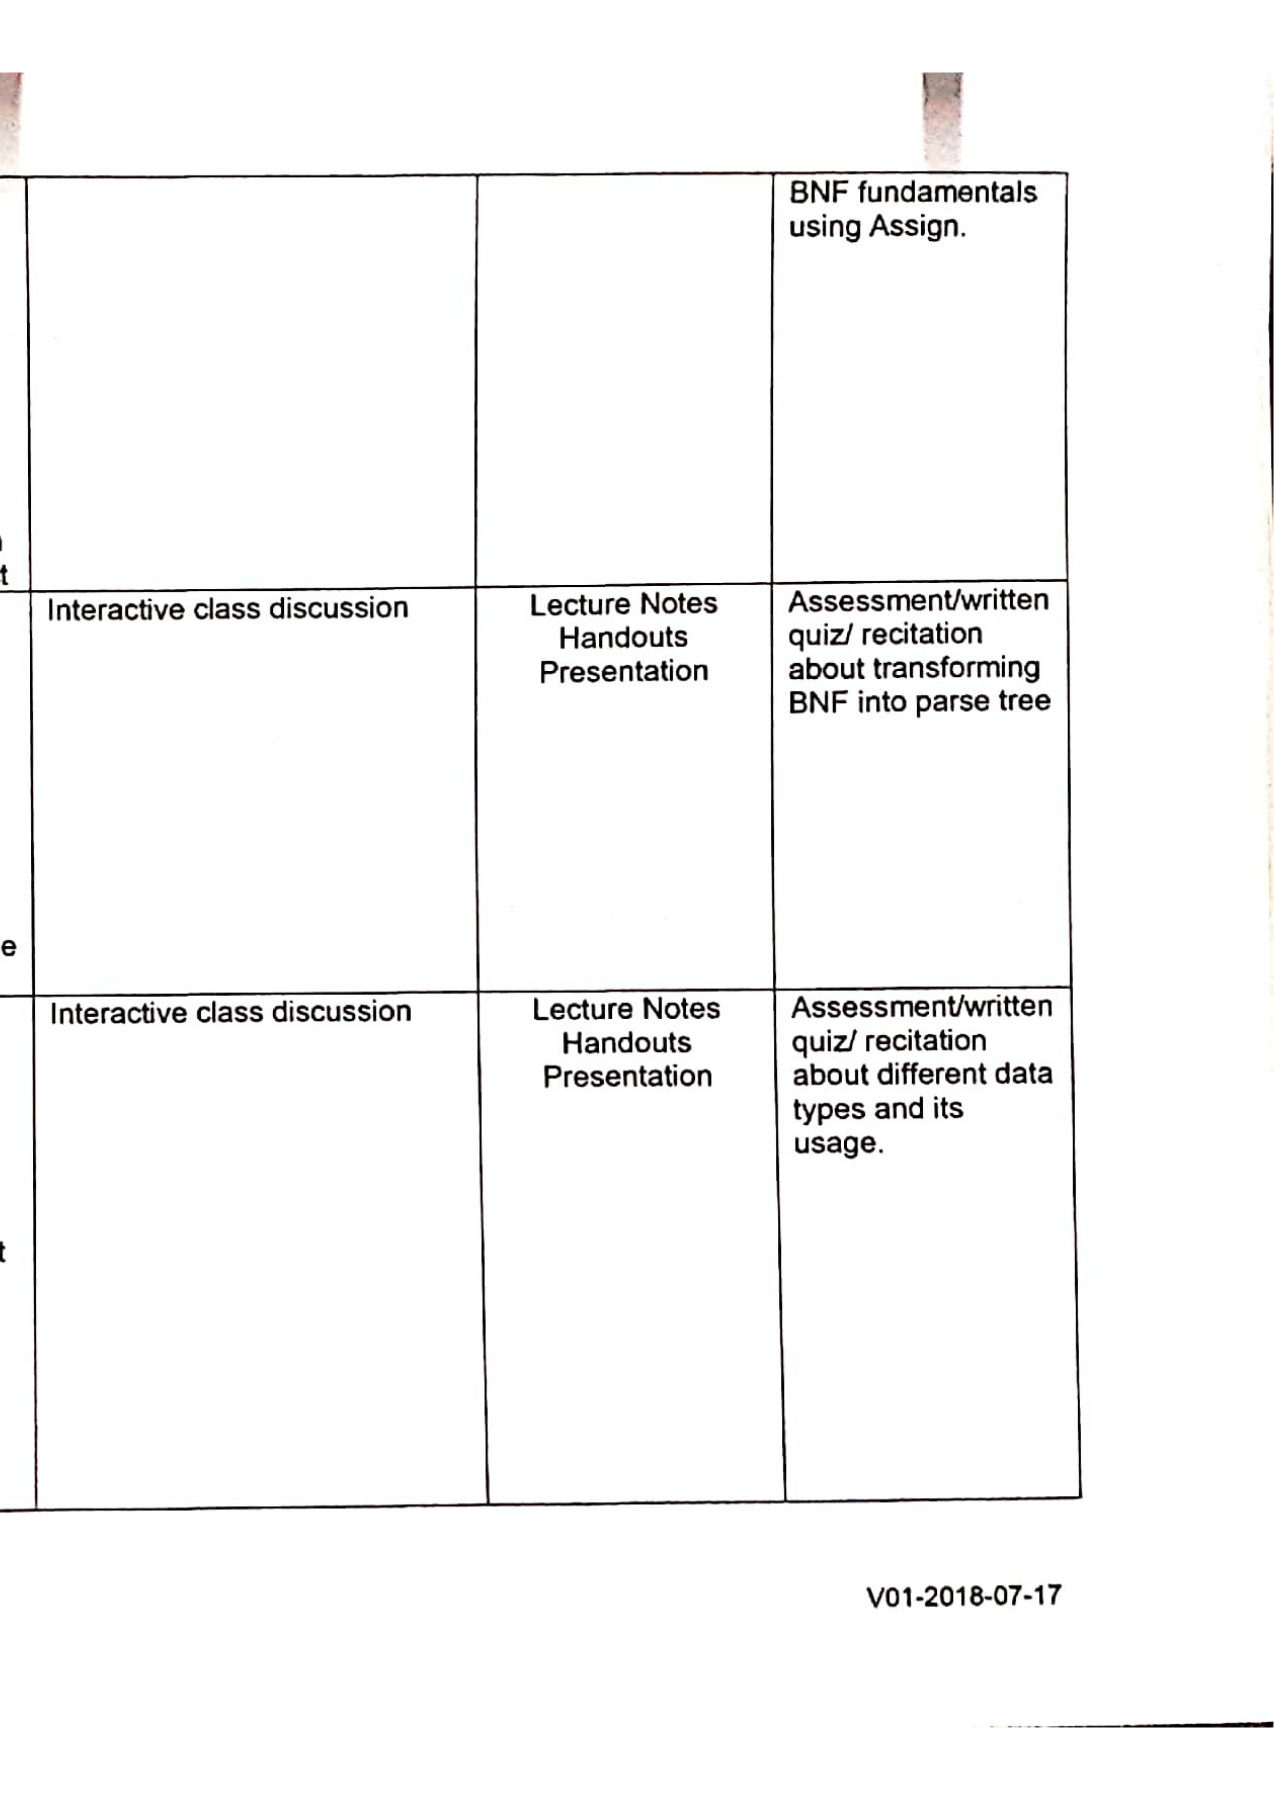 BNF fundamentals
using Assign.
t
Interactive class discussion
Lecture Notes
Handouts
Presentation
Assessment/written
quiz/ recitation
about transforming
BNF into parse tree
e
Interactive class discussion
Lecture Notes
Handouts
Presentation
Assessment/written
quiz/ recitation
about different data
types and its
usage.
t
V01-2018-07-17